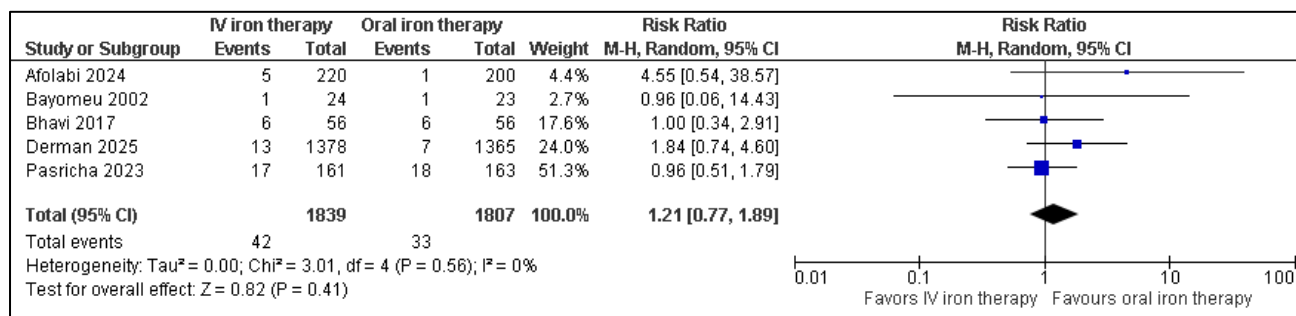 IV iron therapy Oral iron therapy Risk Ratio Risk Ratio
Study or Subgroup Events Total Events Total Weight M-H, Random, 95% CI M-H, Random, 95% CI
Afolabi 2024 5 220 1 200 4.4% 4.55 [0.54, 38.57]
Bayomeu 2002 1 24 1 23 2.7% 0.96 [0.06, 14.43]
Bhavi 2017 6 56 6 56 17.6% 1.00 [0.34, 2.91]
Derman 2025 13 1378 7 1365 24.0% 1.84 [0.74, 4.60]
Pasricha 2023 17 161 18 163 51.3% 0.96 [0.51, 1.79]
Total (95% CI) 1839 1807 100.0% 1.21 [0.77, 1.89]
Total events 42 33
Heterogeneity: Tau² = 0.00; Chi² = 3.01, df = 4 (P = 0.56); I² = 0%
Test for overall effect: Z = 0.82 (P = 0.41)
0.01 0.1 1 10 100
Favors IV iron therapy Favours oral iron therapy